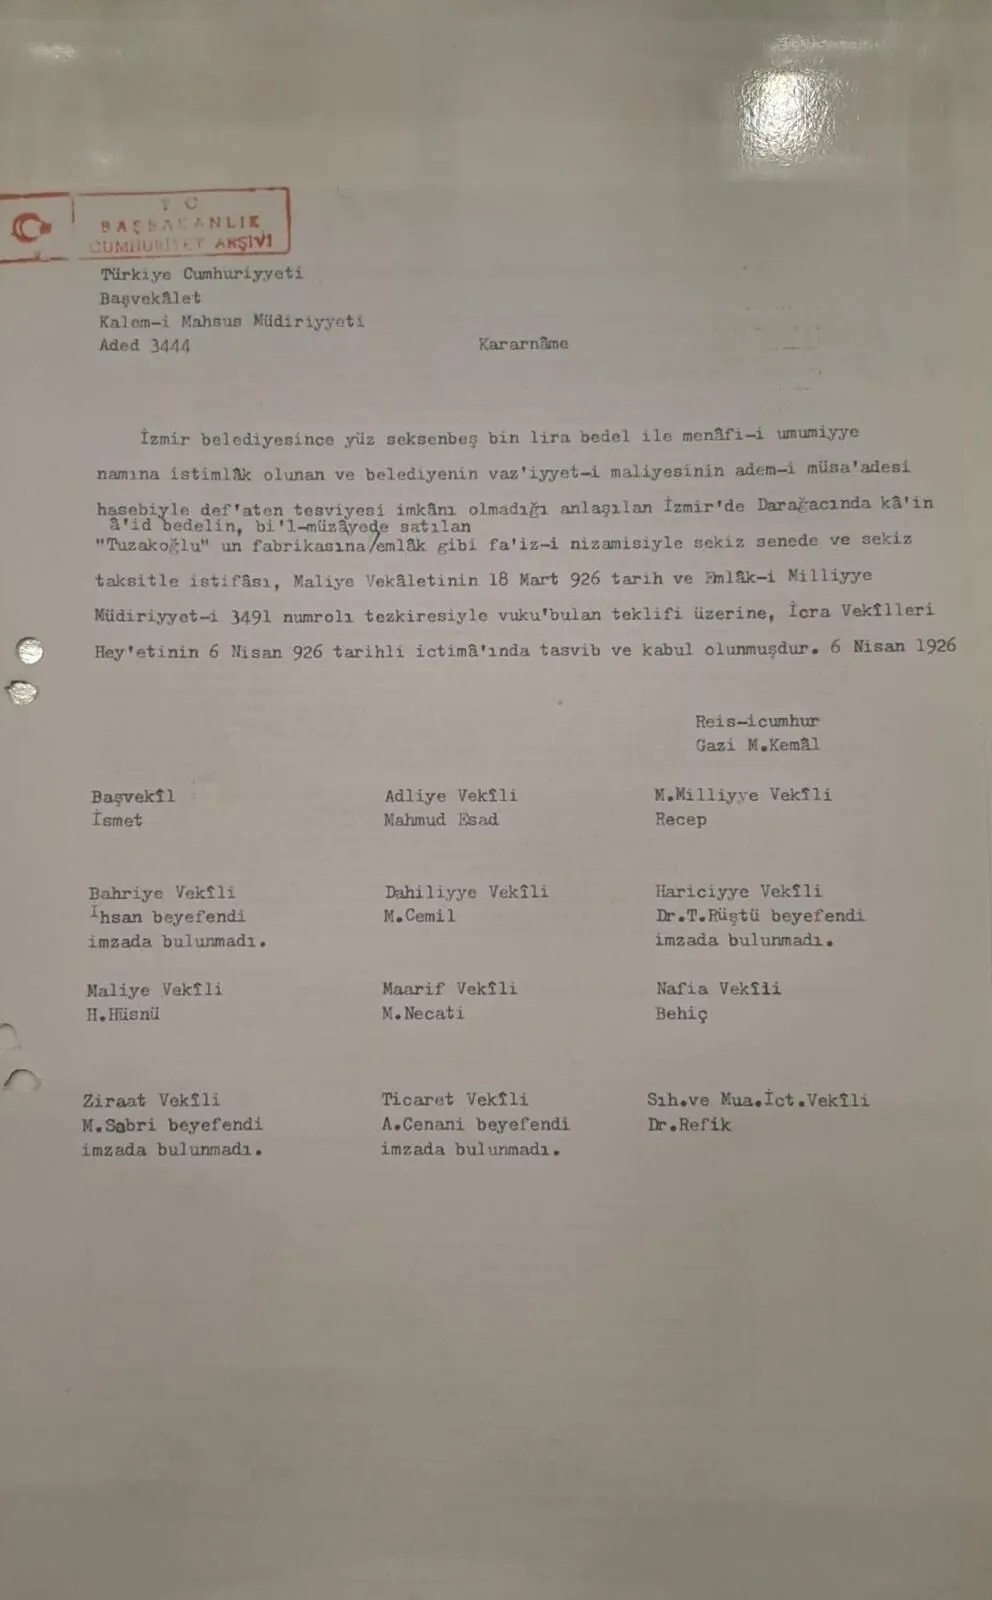 T C
BAŞBAKANLIK
CUMHURİYET ARŞİVİ
Türkiye Cumhuriyyeti
Başvekâlet
Kalem-i Mahsus Müdiriyyeti
Aded 3444
Kararnâme
İzmir belediyesince yüz seksenbeş bin lira bedel ile menâfi-i umumiyye
namına istimlâk olunan ve belediyenin vaz'iyyet-i maliyesinin adem-i müsa'adesi
hasebiyle def'aten tesviyesi imkânı olmadığı anlaşılan İzmir'de Darağacında kâ'in
â'id bedelin, bi'l-müzâyede satılan
"Tuzakoğlu" un fabrikasına/emlâk gibi fa'iz-i nizamisiyle sekiz senede ve sekiz
taksitle istifâsı, Maliye Vekâletinin 18 Mart 926 tarih ve Emlâk-i Milliyye
Müdiriyyet-i 3491 numrolı tezkiresiyle vuku'bulan teklifi üzerine, İcra Vekîlleri
Hey'etinin 6 Nisan 926 tarihli ictimâ'ında tasvib ve kabul olunmuşdur. 6 Nisan 1926
Reis-icumhur
Gazi M.Kemâl
Başvekîl
İsmet
Adliye Vekîli
Mahmud Esad
M.Milliyye Vekîli
Recep
Bahriye Vekîli
İhsan beyefendi
imzada bulunmadı.
Dahiliyye Vekîli
M.Cemil
Hariciyye Vekîli
Dr.T.Rüştü beyefendi
imzada bulunmadı.
Maliye Vekîli
H.Hüsnü
Maarif Vekîli
M.Necati
Nafia Vekîli
Behiç
Ziraat Vekîli
M.Sabri beyefendi
imzada bulunmadı.
Ticaret Vekîli
A.Cenani beyefendi
imzada bulunmadı.
Sıh.ve Mua.İct.Vekîli
Dr.Refik